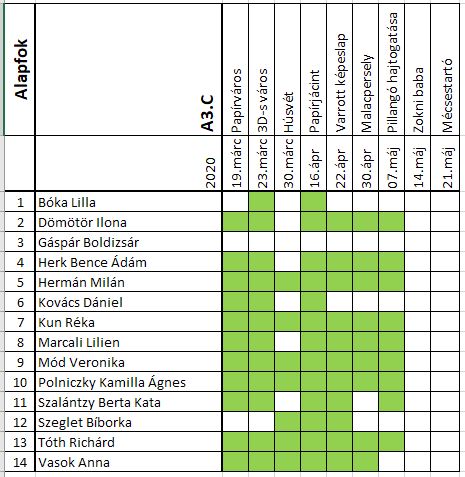 Alapfok
A3.C
2020
19.márc Papírváros
23.márc 3D-s város
30.márc Húsvét
16.ápr Papírjácint
22.ápr Varrott képeslap
30.ápr Malacpersely
07.máj Pillangó hajtogatása
14.máj Zokni baba
21.máj Mécsestartó
1 Bóka Lilla
2 Dömötör Ilona
3 Gáspár Boldizsár
4 Herk Bence Ádám
5 Hermán Milán
6 Kovács Dániel
7 Kun Réka
8 Marcali Lilien
9 Mód Veronika
10 Polniczky Kamilla Ágnes
11 Szalántzy Berta Kata
12 Szeglet Bíborka
13 Tóth Richárd
14 Vasok Anna